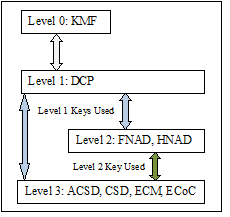 Level 0: KMF
Level 1: DCP
Level 1 Keys Used
Level 2: FNAD, HNAD
Level 2 Key Used
Level 3: ACSD, CSD, ECM, ECoC